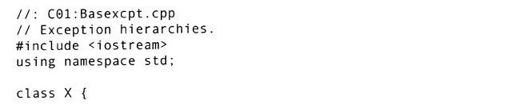 //: C01:Basexcpt.cpp
// Exception hierarchies.
#include <iostream>
using namespace std;
class X {